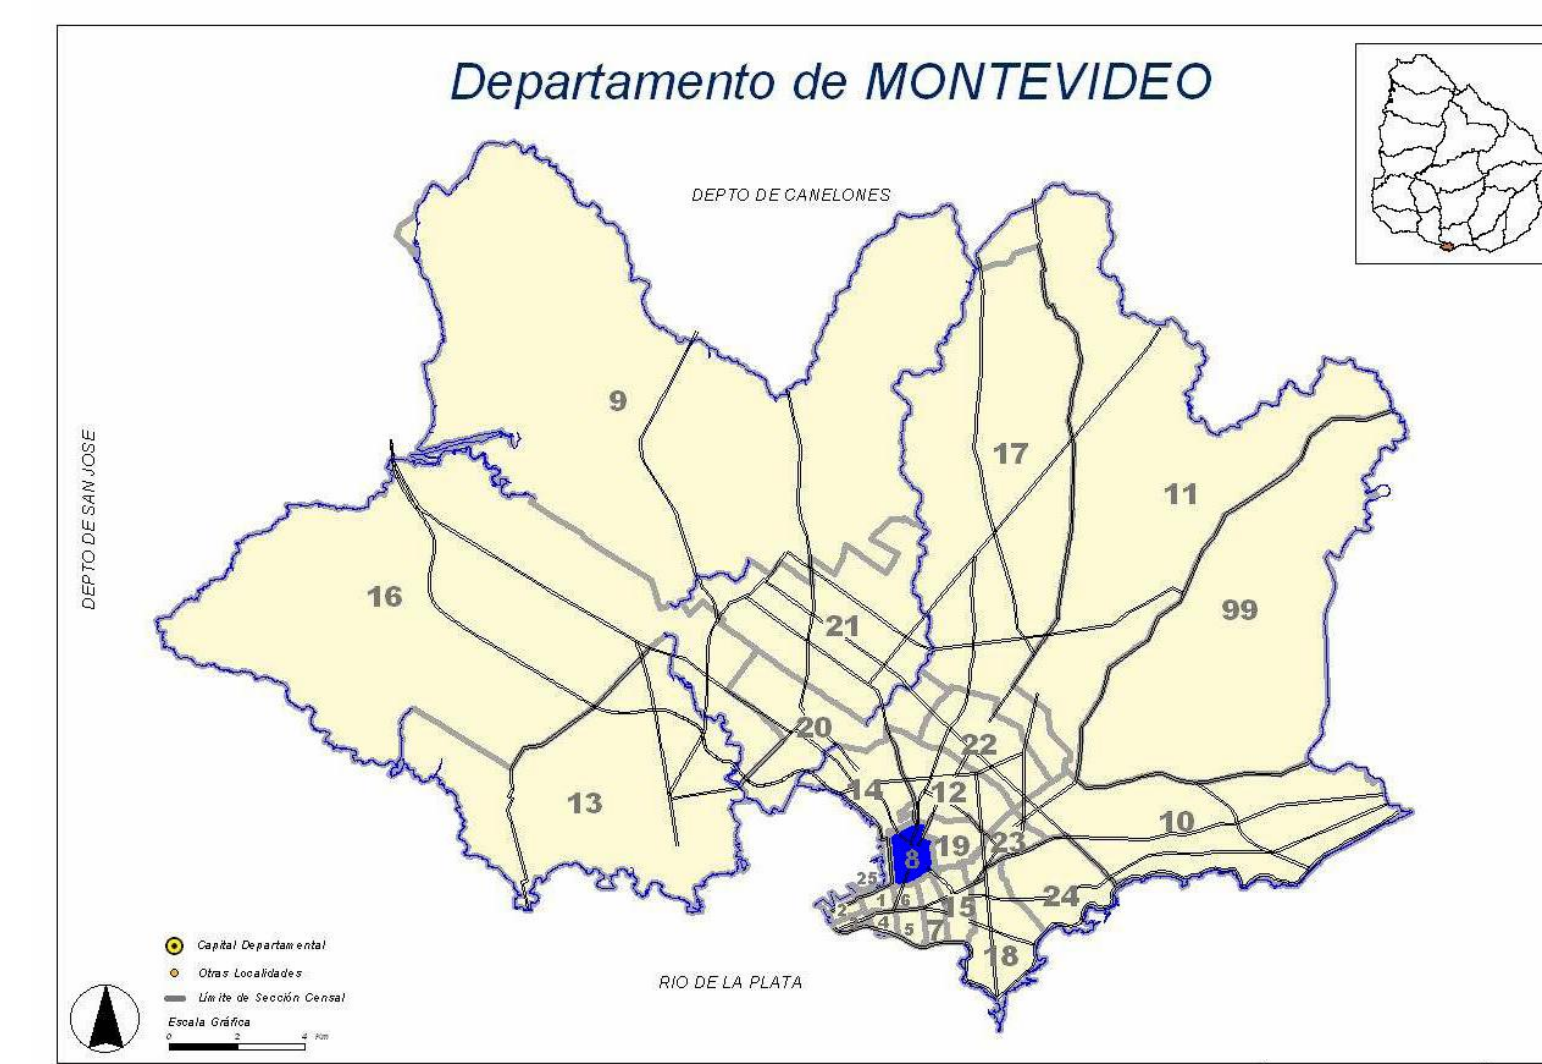 Departamento de MONTEVIDEO
DEPTO DE CANELONES
DEPTO DE SAN JOSE
9
17
11
16
99
21
20
22
14
12
13
10
8
19
23
25
24
2
1
6
15
4
5
7
18
RIO DE LA PLATA
Capital Departamental
Otras Localidades
Límite de Sección Censal
Escala Gráfica
0 2 4 Km